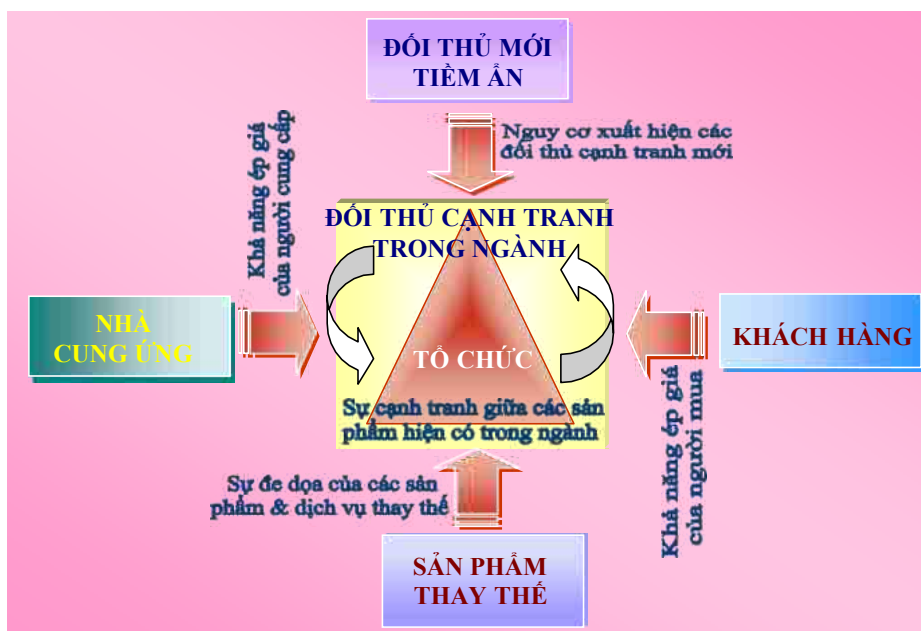 ĐỐI THỦ MỚI
TIỀM ẨN
Nguy cơ xuất hiện các
đối thủ cạnh tranh mới
Khả năng ép giá
của người cung cấp
ĐỐI THỦ CẠNH TRANH
TRONG NGÀNH
NHÀ
CUNG ỨNG
TỔ CHỨC
KHÁCH HÀNG
Sự cạnh tranh giữa các sản
phẩm hiện có trong ngành
Khả năng ép giá
của người mua
Sự đe dọa của các sản
phẩm & dịch vụ thay thế
SẢN PHẨM
THAY THẾ